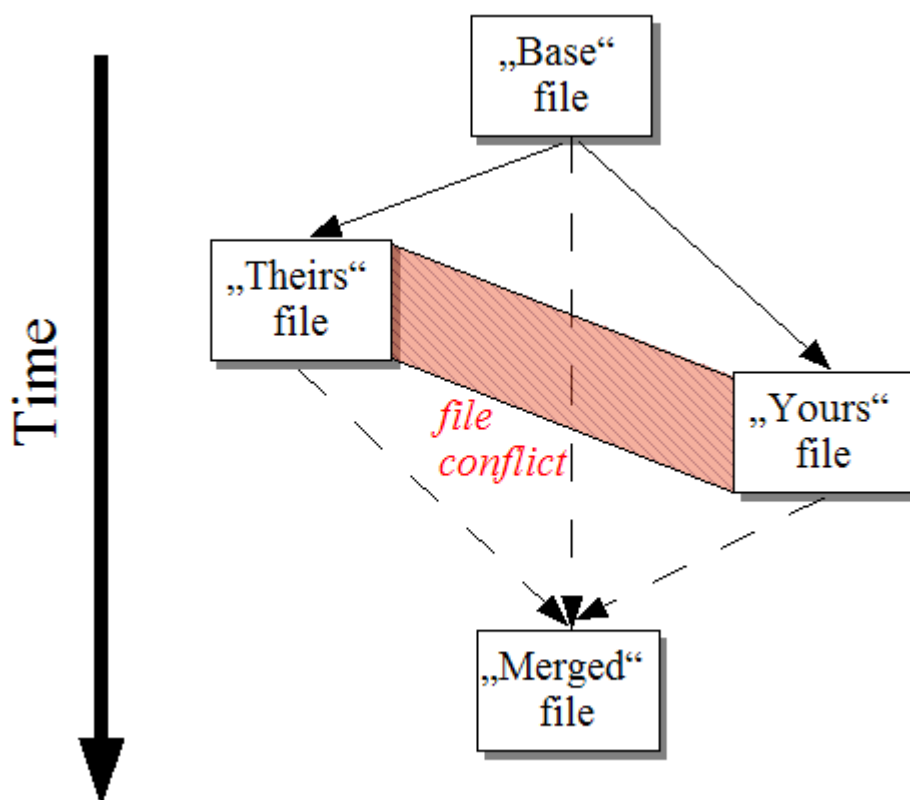 „Base“
file
„Theirs“
file
Time
„Yours“
file
file
conflict
„Merged“
file